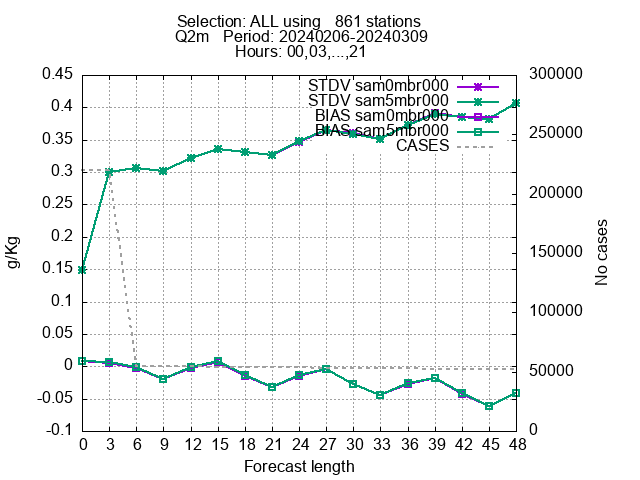 Selection: ALL using   861 stations
Q2m   Period: 20240206-20240309
Hours: 00,03,...,21
STDV sam0mbr000
STDV sam5mbr000
BIAS sam0mbr000
BIAS sam5mbr000
CASES
0.45
0.4
0.35
0.3
0.25
0.2
0.15
0.1
0.05
0
-0.05
-0.1
g/Kg
300000
250000
200000
150000
100000
50000
0
No cases
0 3 6 9 12 15 18 21 24 27 30 33 36 39 42 45 48
Forecast length